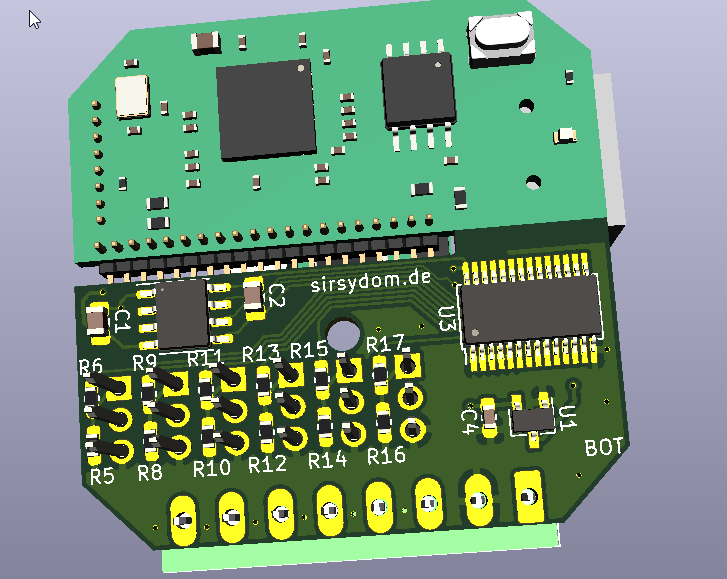 sirsydom.de
C1
C2
U3
R6
R9
R11
R13
R15
R17
C4
U1
BOT
R5
R8
R10
R12
R14
R16